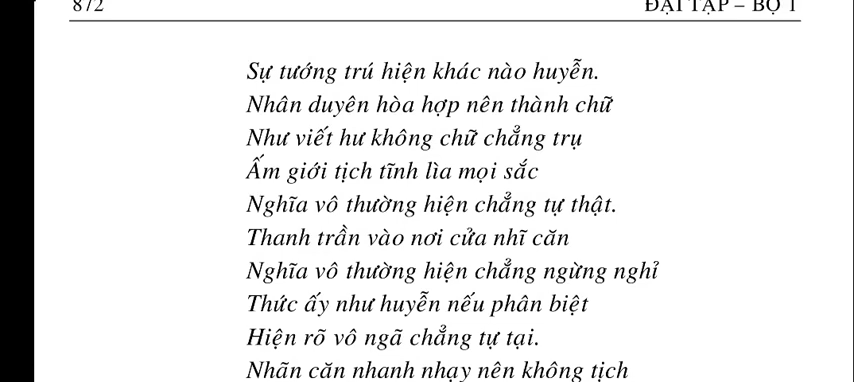 872 ĐẠI TẬP – BỘ 1
Sự tướng trú hiện khác nào huyễn.
Nhân duyên hòa hợp nên thành chữ
Như viết hư không chữ chẳng trụ
Ấm giới tịch tĩnh lìa mọi sắc
Nghĩa vô thường hiện chẳng tự thật.
Thanh trần vào nơi cửa nhĩ căn
Nghĩa vô thường hiện chẳng ngừng nghỉ
Thức ấy như huyễn nếu phân biệt
Hiện rõ vô ngã chẳng tự tại.
Nhãn căn nhanh nhạy nên không tịch